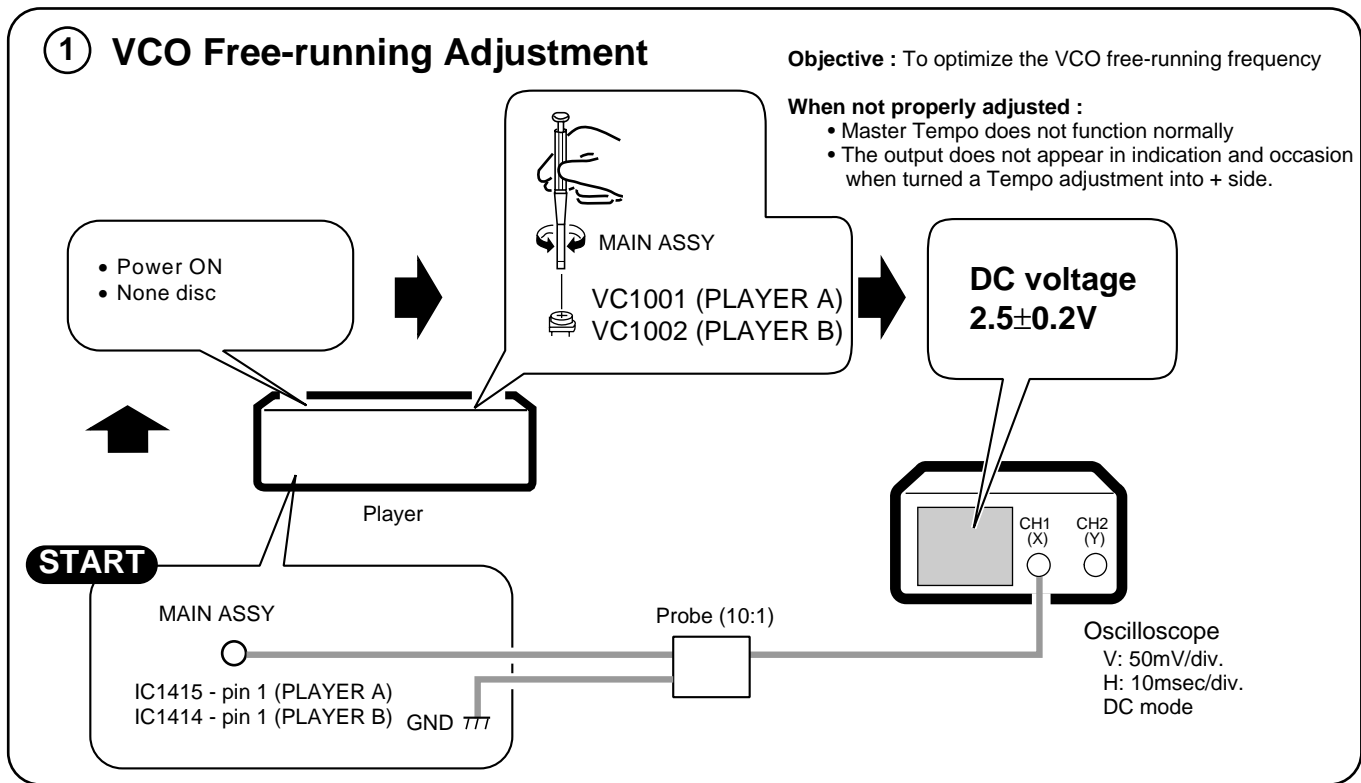 1 VCO Free-running Adjustment
Objective : To optimize the VCO free-running frequency
When not properly adjusted :
• Master Tempo does not function normally
• The output does not appear in indication and occasion
when turned a Tempo adjustment into + side.
• Power ON
• None disc
MAIN ASSY
VC1001 (PLAYER A)
VC1002 (PLAYER B)
DC voltage
2.5±0.2V
Player
START
MAIN ASSY
IC1415 - pin 1 (PLAYER A)
IC1414 - pin 1 (PLAYER B)
GND
Probe (10:1)
CH1
(X)
CH2
(Y)
Oscilloscope
V: 50mV/div.
H: 10msec/div.
DC mode